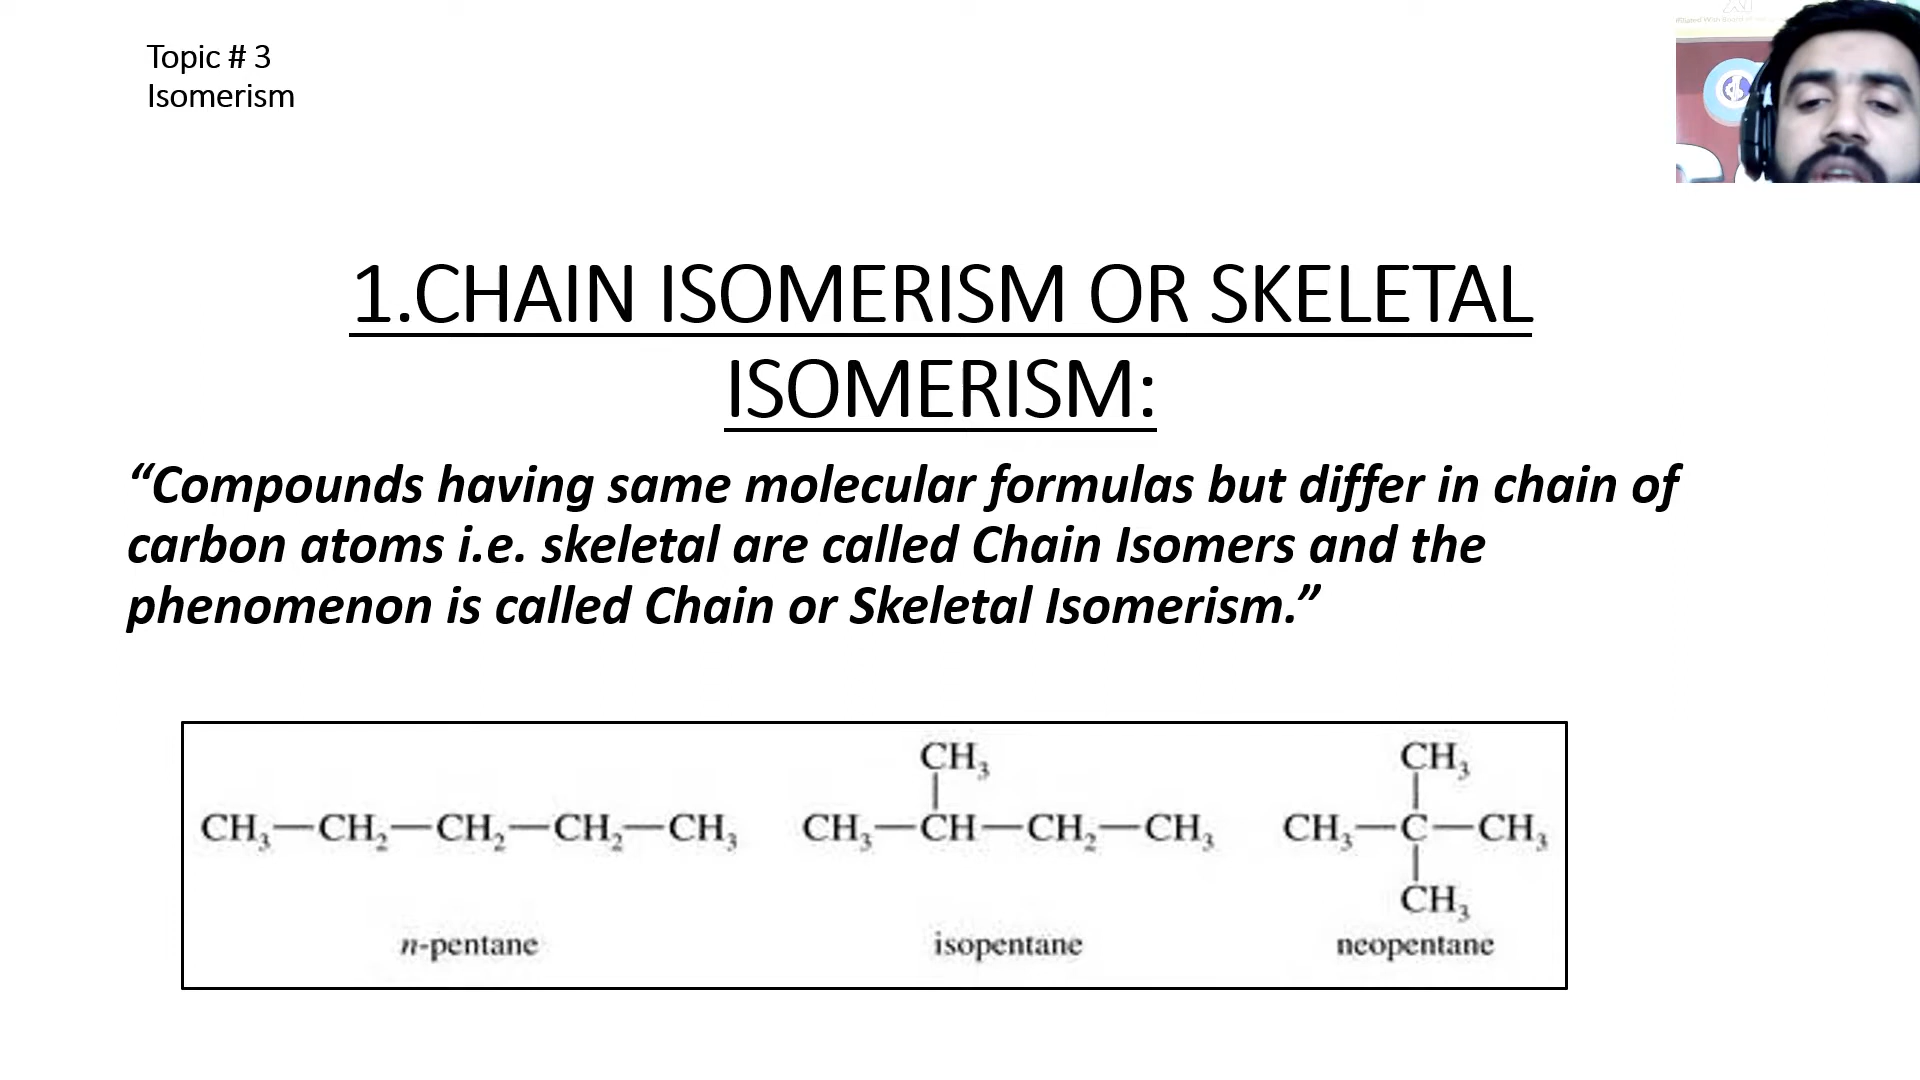 Topic # 3
Isomerism
1.CHAIN ISOMERISM OR SKELETAL
ISOMERISM:
“Compounds having same molecular formulas but differ in chain of
carbon atoms i.e. skeletal are called Chain Isomers and the
phenomenon is called Chain or Skeletal Isomerism.”
CH₃ CH₃
CH₃—CH₂—CH₂—CH₂—CH₃ CH₃—CH—CH₂—CH₃ CH₃—C—CH₃
CH₃
n-pentane isopentane neopentane